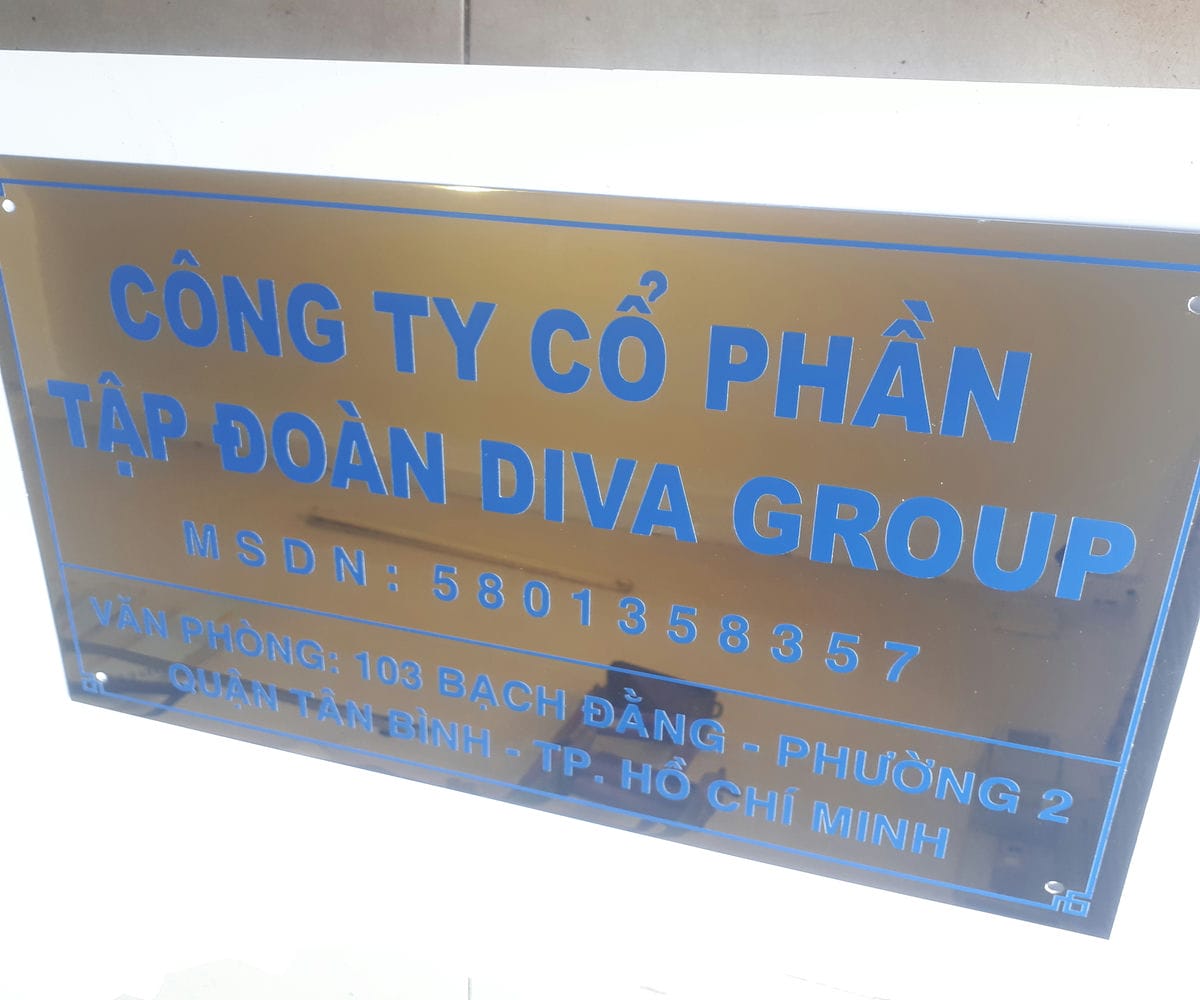 CÔNG TY CỔ PHẦN
TẬP ĐOÀN DIVA GROUP
MSDN: 5801358357
VĂN PHÒNG: 103 BẠCH ĐẰNG - PHƯỜNG 2
QUẬN TÂN BÌNH - TP. HỒ CHÍ MINH